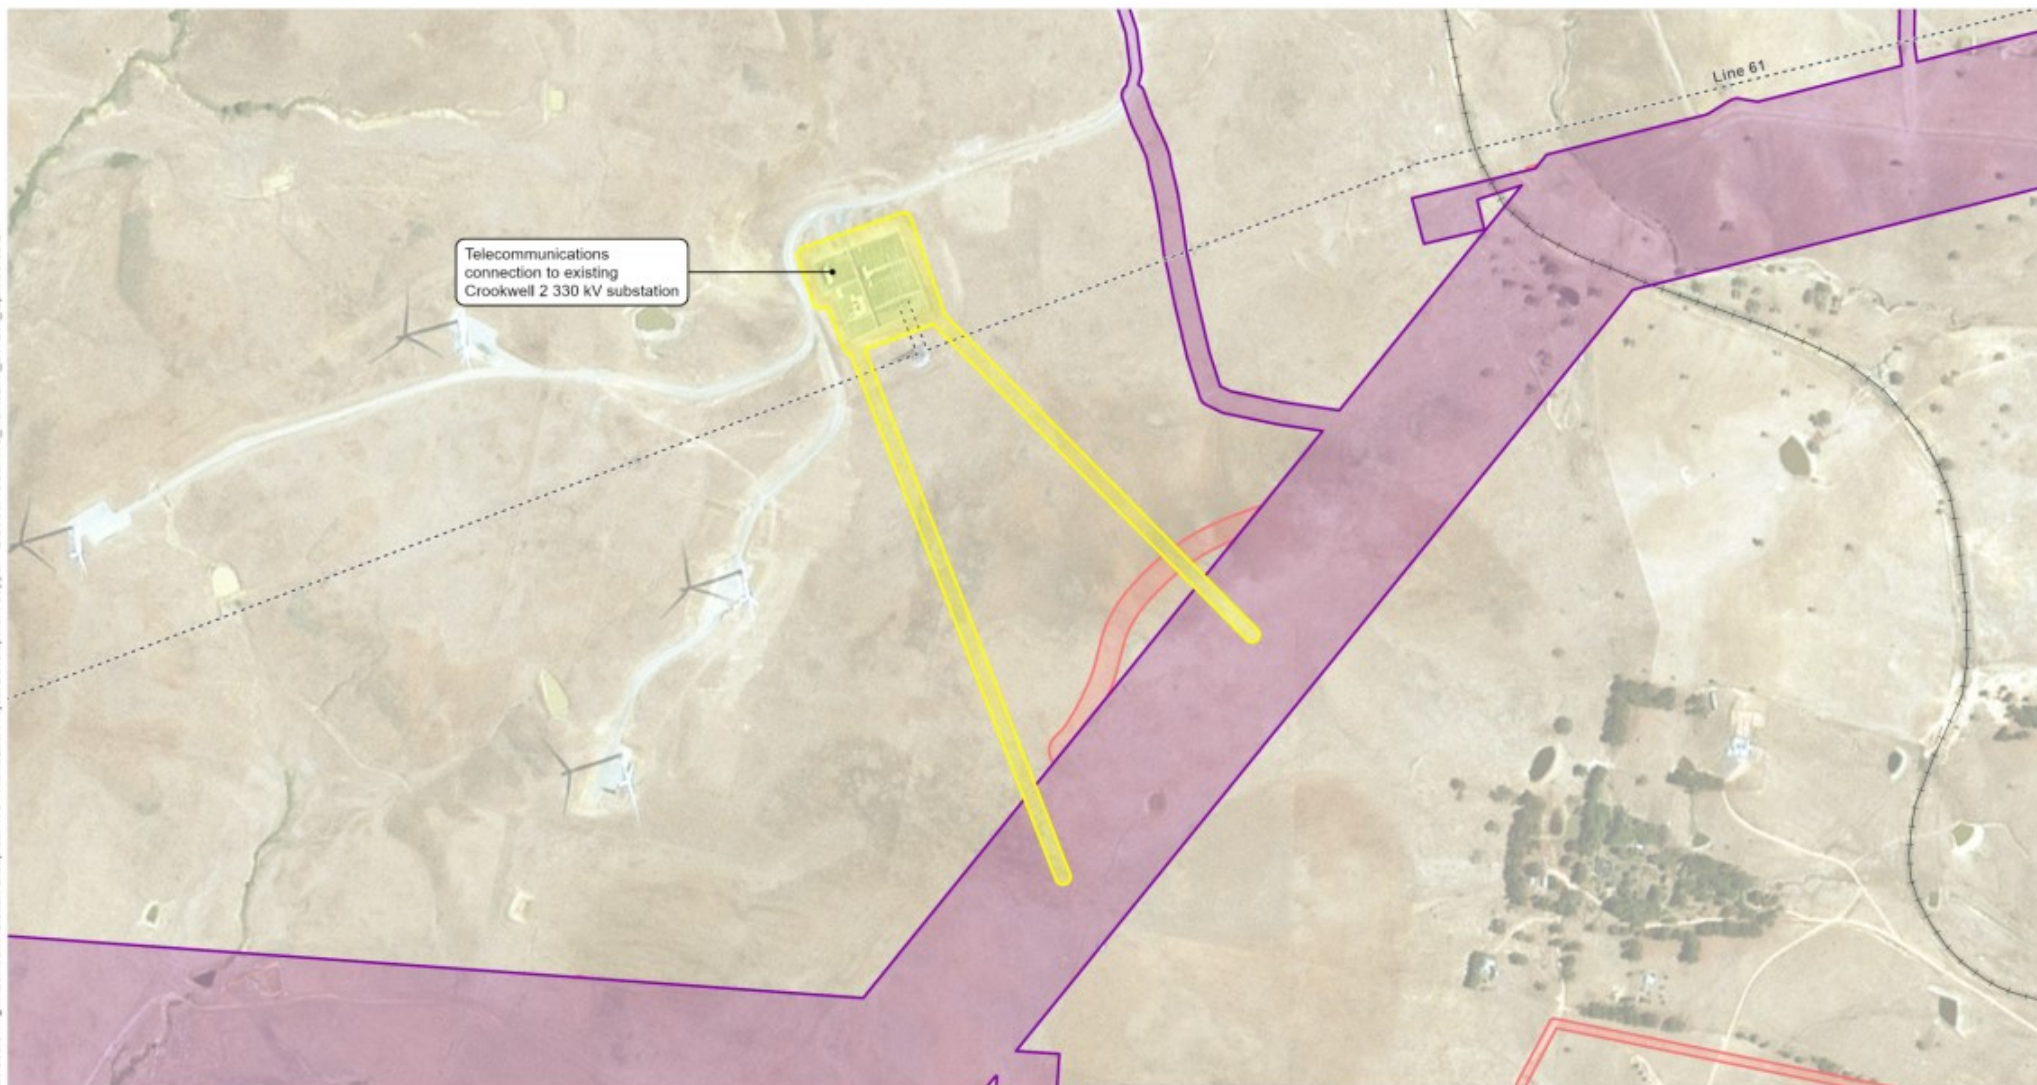 Line 61
Telecommunications
connection to existing
Crookwell 2 330 kV substation